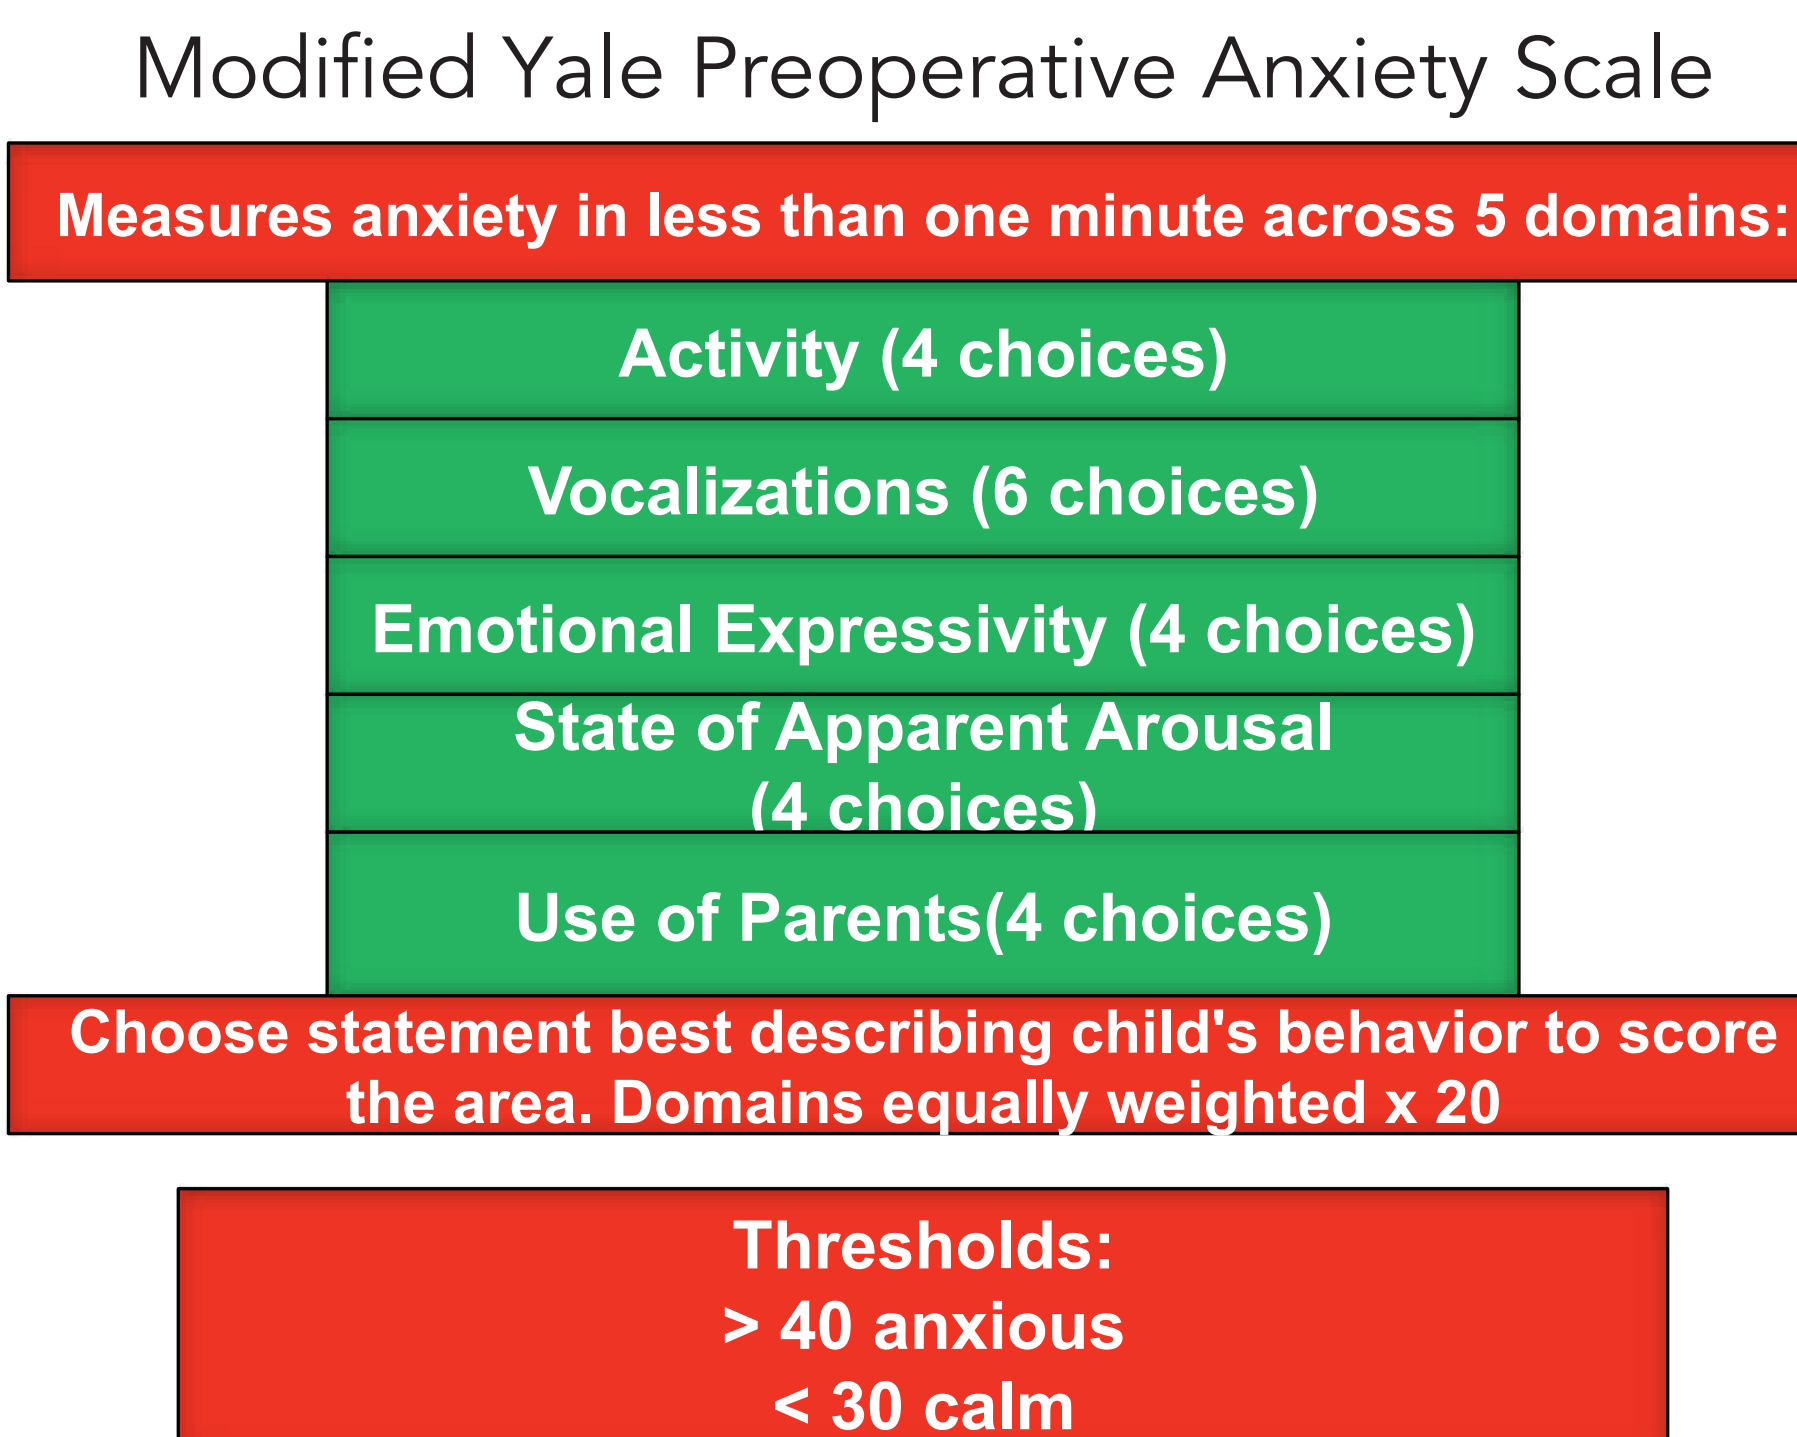 Modified Yale Preoperative Anxiety Scale
Measures anxiety in less than one minute across 5 domains:
Activity (4 choices)
Vocalizations (6 choices)
Emotional Expressivity (4 choices)
State of Apparent Arousal
(4 choices)
Use of Parents(4 choices)
Choose statement best describing child's behavior to score
the area. Domains equally weighted x 20
Thresholds:
> 40 anxious
< 30 calm